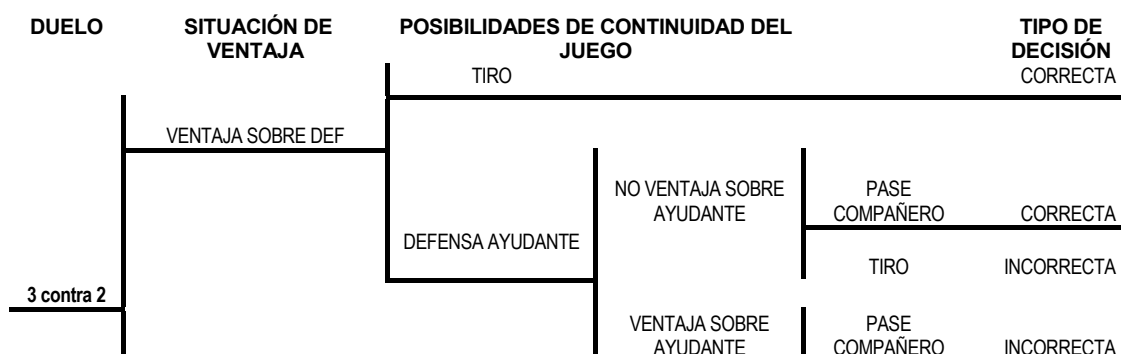 DUELO
SITUACIÓN DE
VENTAJA
POSIBILIDADES DE CONTINUIDAD DEL
JUEGO
TIPO DE
DECISIÓN
TIRO
CORRECTA
VENTAJA SOBRE DEF
NO VENTAJA SOBRE
AYUDANTE
PASE
COMPAÑERO
CORRECTA
DEFENSA AYUDANTE
TIRO
INCORRECTA
3 contra 2
VENTAJA SOBRE
AYUDANTE
PASE
COMPAÑERO
INCORRECTA